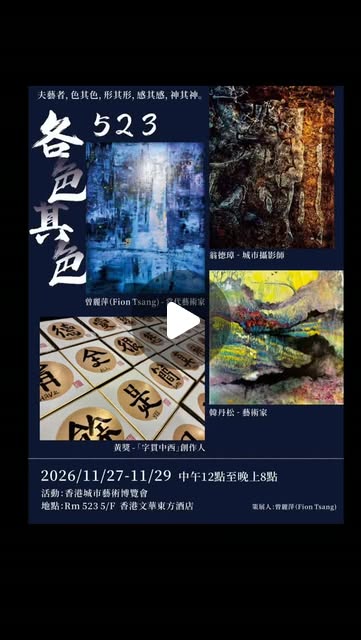 夫藝者, 色其色, 形其形, 感其感, 神其神。
各色其色
523
翁德璋 - 城市攝影師
曾麗萍(Fion Tsang) - 當代藝術家
韓丹松 - 藝術家
是
黃獎 -「字貫中西」創作人
2026/11/27-11/29 中午12點至晚上8點
活動：香港城市藝術博覽會
地點：Rm 523 5/F 香港文華東方酒店
策展人：曾麗萍(Fion Tsang)